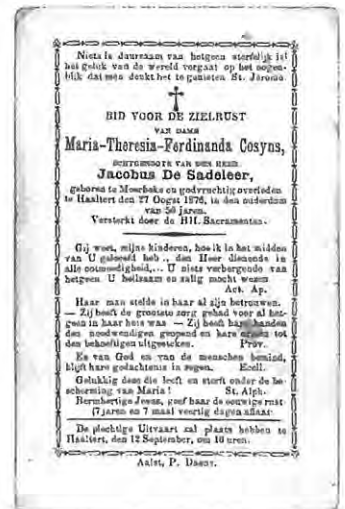 Niets is duurzaam van hetgeen sterfelijk is!
het geluk van de wereld vergaat op het oogen-
blik dat men denkt het te genieten St. Jerome.
BID VOOR DE ZIELRUST
VAN DAME
Maria-Theresia-Ferdinanda Cosyns,
ECHTGENOOTE VAN DEN HEER
Jacobus De Sadeleer,
geboren te Moerbeke en godvruchtig overleden
te Haaltert den 27 Oogst 1876, in den ouderdom
van 56 jaren.
Versterkt door de HH. Sacramenten.
Gij weet, mijne kinderen, hoe ik in het midden
van U geleefd heb .. den Heer dienende in
alle ootmoedigheid,... U niets verbergende van
hetgeen U heilzaam en zalig mocht wezen
Act. Ap.
Haar man stelde in haar al zijn betrouwen.
— Zij heeft de grootste zorg gehad voor al het-
geen in haar huis was — Zij heeft hare handen
den noodwendigen geopend en hare armen tot
den behoeftigen uitgesteken. Prov.
Es van God en van de menschen bemind,
blijft hare gedachtenis in zegen. Eccli.
Gelukkig dese die leeft en sterft onder de be-
scherming van Maria! St. Alph.
Bermhertige Jesus, geef haar de eeuwige rust
(7 jaren en 7 maal veertig dagen aflaat.
De plechtige Uitvaart zal plaats hebben te
Haaltert, den 12 September, om 10 uren.
Aalst, P. Daens.